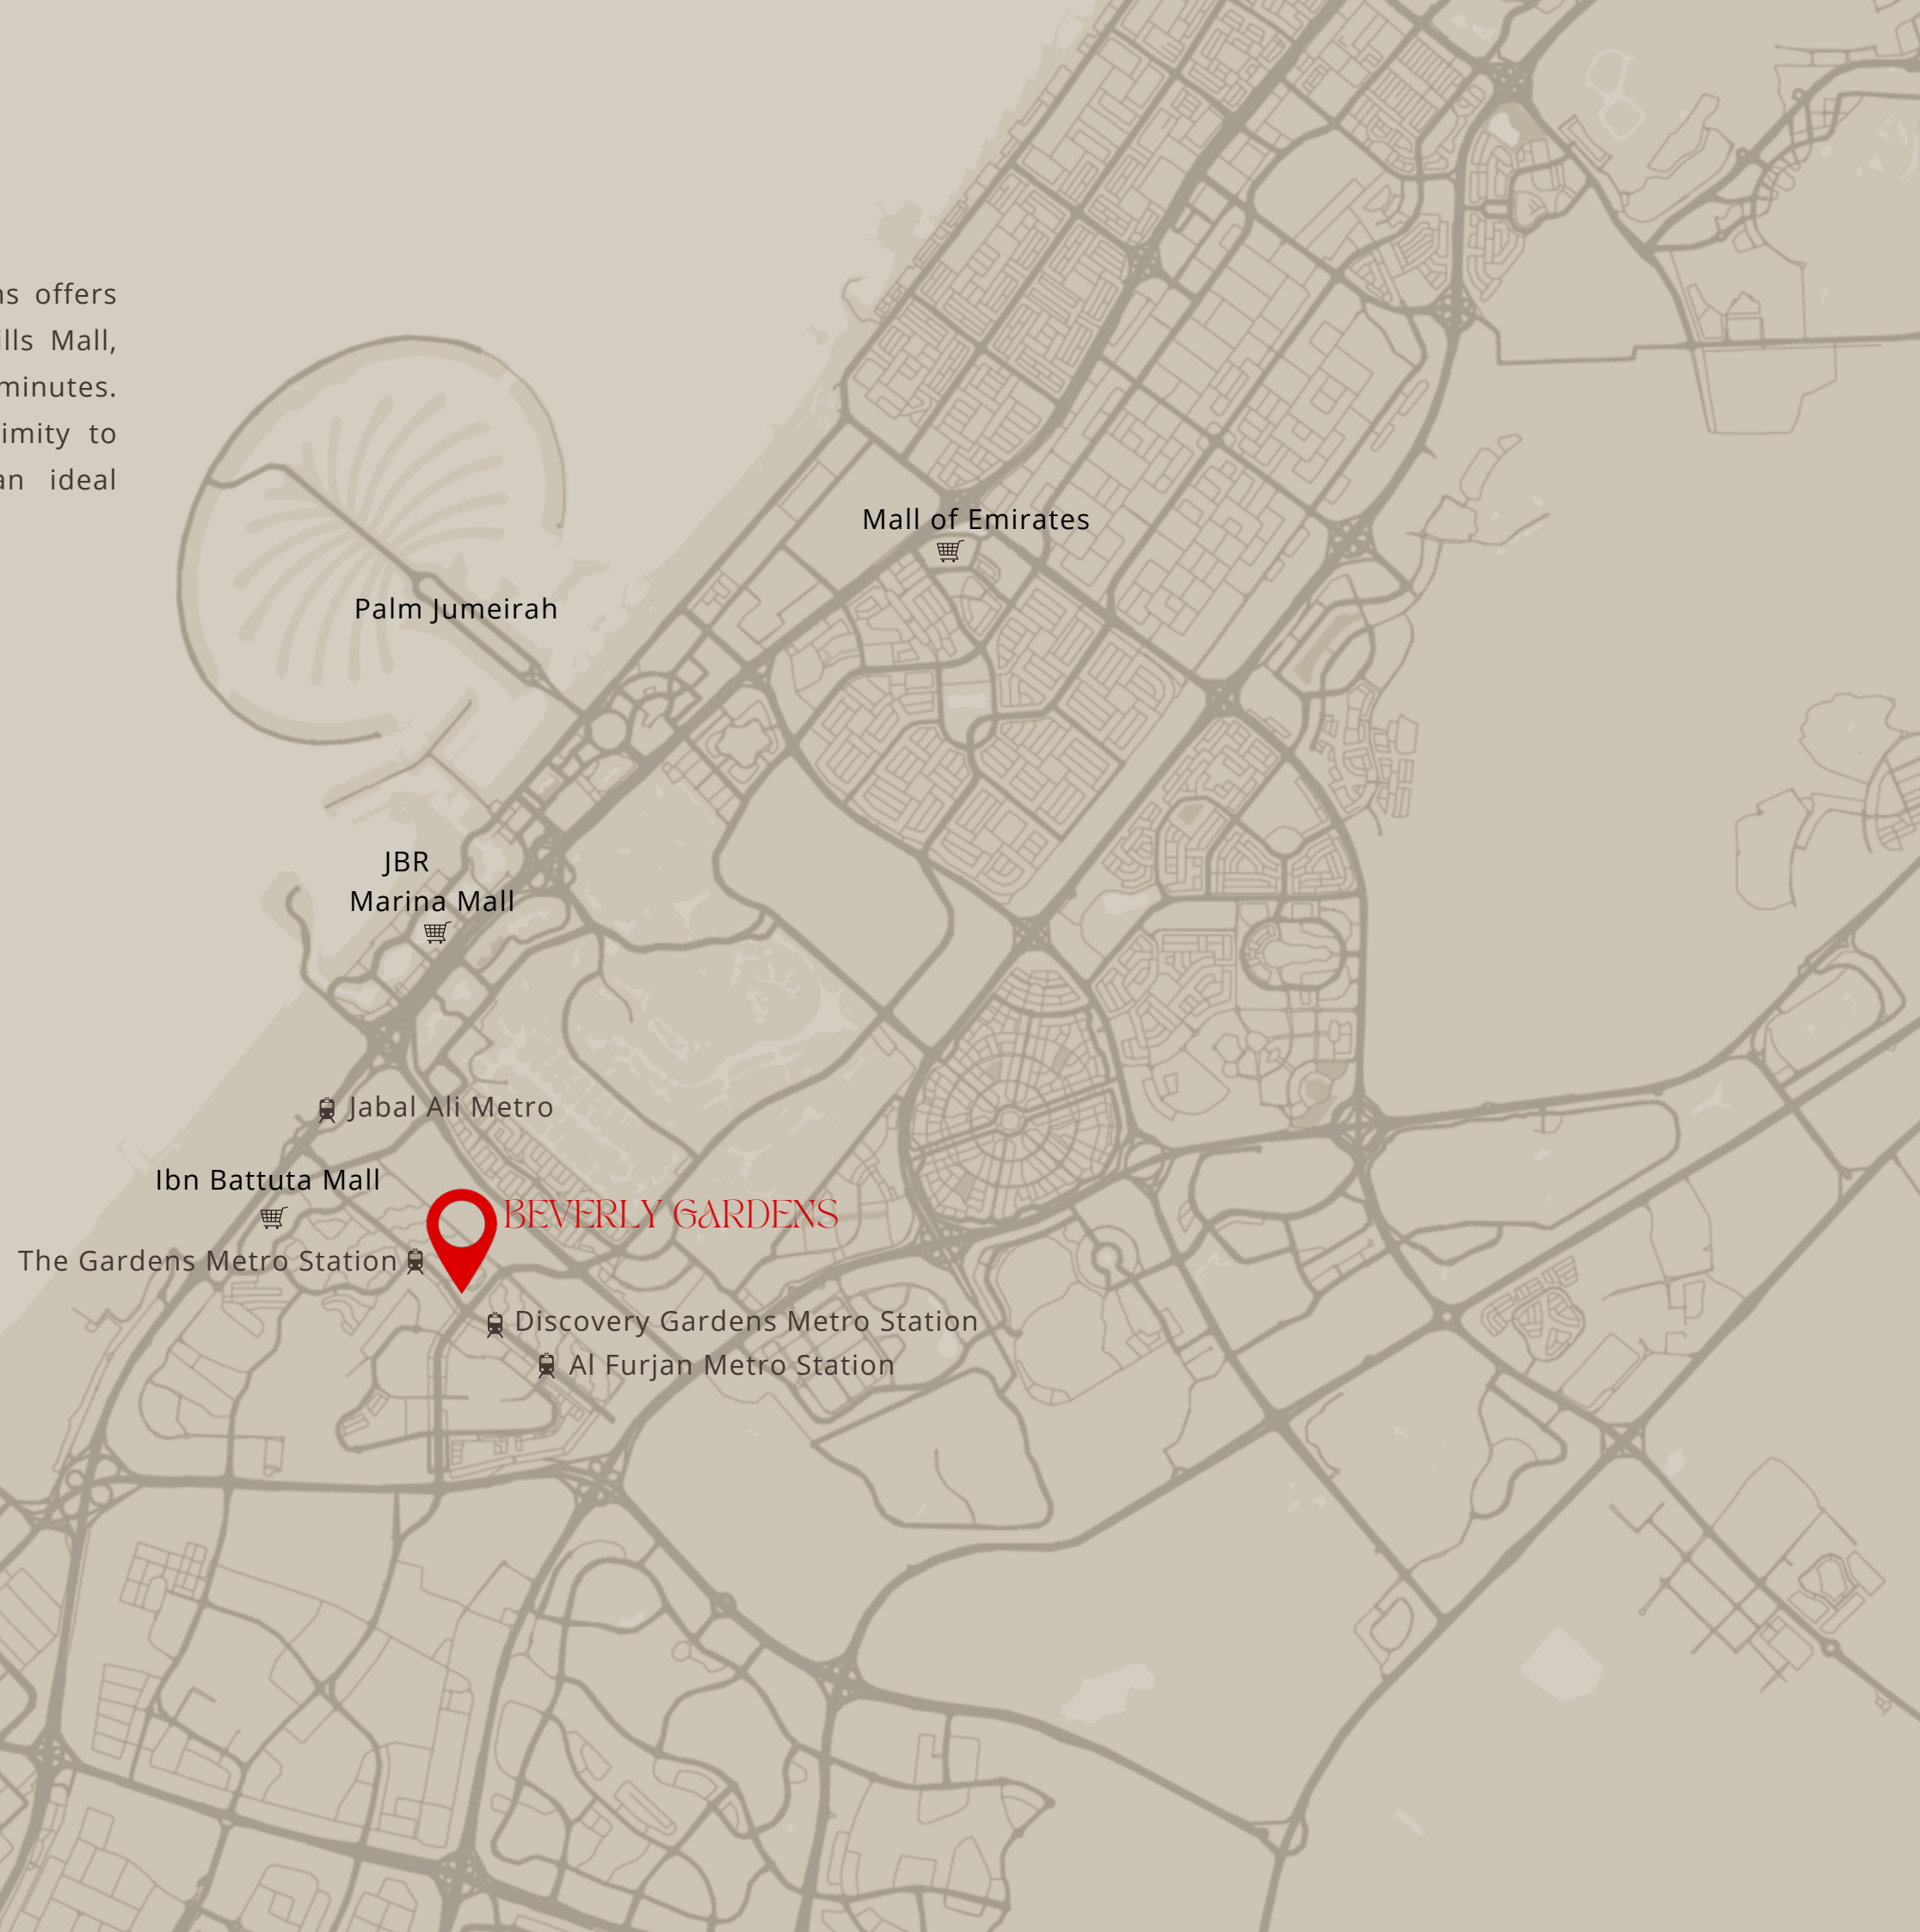 ns offers
ills Mall,
minutes.
imity to
an ideal
Mall of Emirates
Palm Jumeirah
JBR
Marina Mall
Jabal Ali Metro
Ibn Battuta Mall
BEVERLY GARDENS
The Gardens Metro Station
Discovery Gardens Metro Station
Al Furjan Metro Station